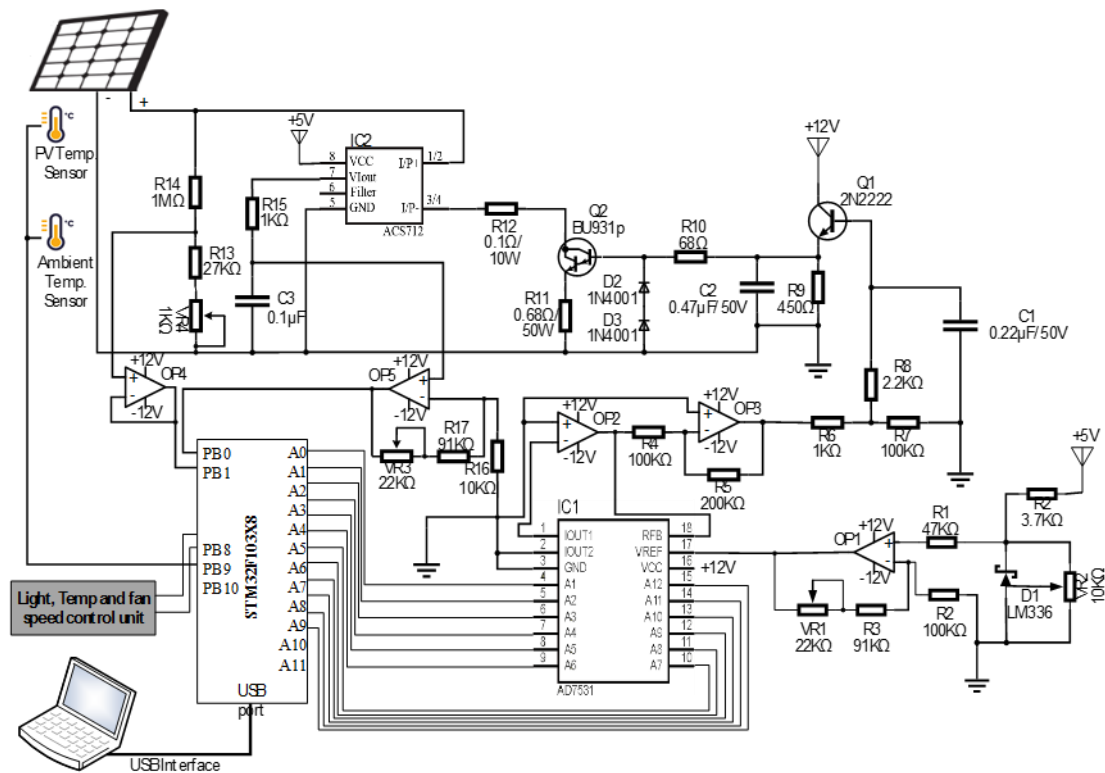 -
+
°C
PV Temp.
Sensor
°C
Ambient
Temp.
Sensor
R14
1MΩ
R13
27KΩ
VR4
1KΩ
R15
1KΩ
C3
0.1µF
+5V
IC2
8
VCC
7
VIout
6
Filter
5
GND
I/P+
1/2
I/P-
3/4
ACS712
R12
0.1Ω/
10W
Q2
BU931p
R11
0.68Ω/
50W
D2
1N4001
D3
1N4001
R10
68Ω
C2
0.47µF/50V
R9
450Ω
+12V
Q1
2N2222
C1
0.22µF/50V
R8
2.2KΩ
R6
1KΩ
R7
100KΩ
+12V
OP4
+
-
-12V
+12V
OP5
+
-
-12V
R17
91KΩ
VR3
22KΩ
R16
10KΩ
+12V
+
-
OP2
-12V
R4
100KΩ
+12V
+
-
OP3
-12V
R5
200KΩ
+5V
R2
3.7KΩ
R1
47KΩ
+12V
OP1
+
-
-12V
D1
LM336
VR2
10KΩ
R2
100KΩ
VR1
22KΩ
R3
91KΩ
IC1
1
IOUT1
2
IOUT2
3
GND
4
A1
5
A2
6
A3
7
A4
8
A5
9
A6
RFB
18
VREF
17
VCC
16
+12V
A12
15
A11
14
A10
13
A9
12
A8
11
A7
10
AD7531
STM32F103X8
PB0
PB1
PB8
PB9
PB10
A0
A1
A2
A3
A4
A5
A6
A7
A8
A9
A10
A11
USB
port
Light, Temp and fan
speed control unit
USB Interface